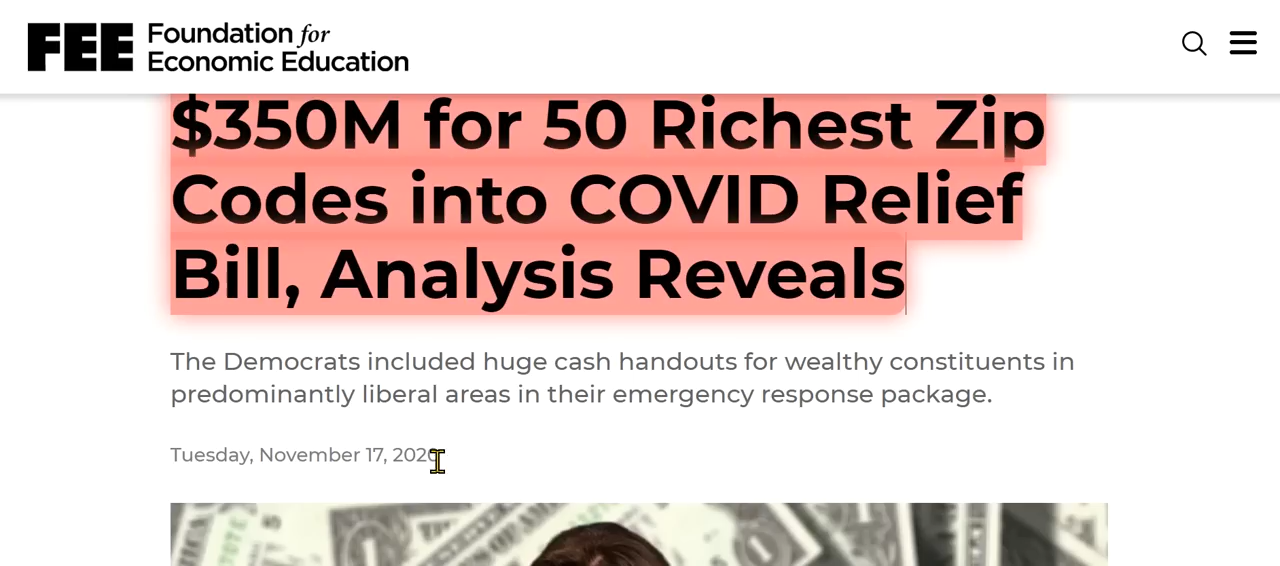 FEE Foundation for
Economic Education
$350M for 50 Richest Zip
Codes into COVID Relief
Bill, Analysis Reveals
The Democrats included huge cash handouts for wealthy constituents in
predominantly liberal areas in their emergency response package.
Tuesday, November 17, 2020